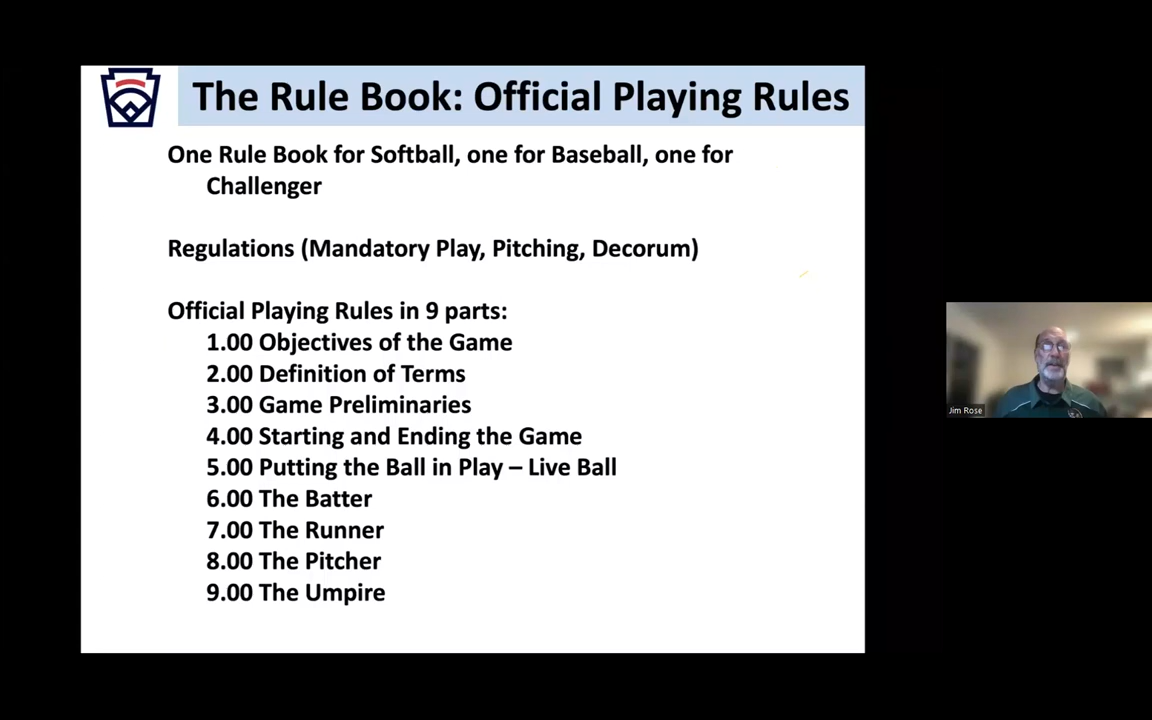 The Rule Book: Official Playing Rules
One Rule Book for Softball, one for Baseball, one for
Challenger
Regulations (Mandatory Play, Pitching, Decorum)
Official Playing Rules in 9 parts:
1.00 Objectives of the Game
2.00 Definition of Terms
3.00 Game Preliminaries
4.00 Starting and Ending the Game
5.00 Putting the Ball in Play – Live Ball
6.00 The Batter
7.00 The Runner
8.00 The Pitcher
9.00 The Umpire
Jim Rose